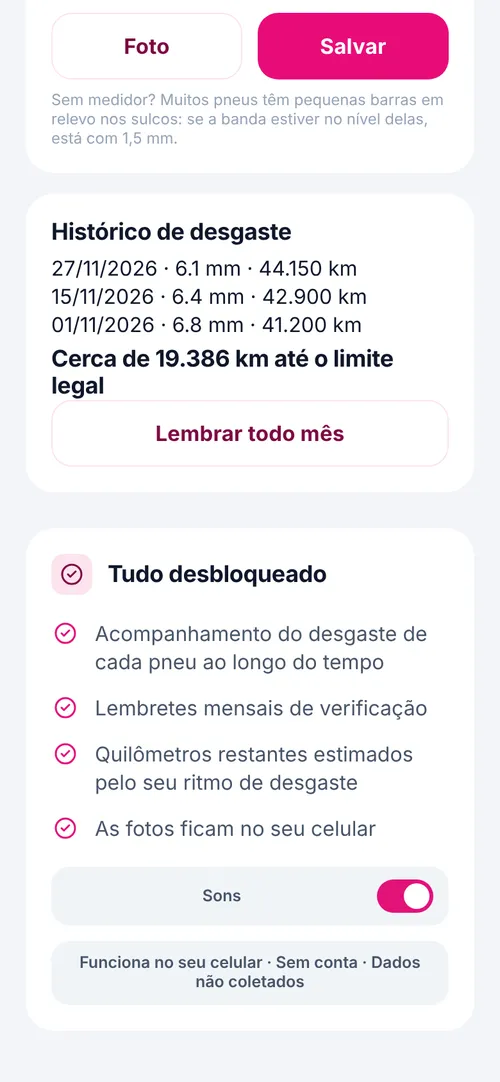 Foto
Salvar
Sem medidor? Muitos pneus têm pequenas barras em
relevo nos sulcos: se a banda estiver no nível delas,
está com 1,5 mm.
Histórico de desgaste
27/11/2026 · 6.1 mm · 44.150 km
15/11/2026 · 6.4 mm · 42.900 km
01/11/2026 · 6.8 mm · 41.200 km
Cerca de 19.386 km até o limite
legal
Lembrar todo mês
Tudo desbloqueado
Acompanhamento do desgaste de
cada pneu ao longo do tempo
Lembretes mensais de verificação
Quilômetros restantes estimados
pelo seu ritmo de desgaste
As fotos ficam no seu celular
Sons
Funciona no seu celular · Sem conta · Dados
não coletados